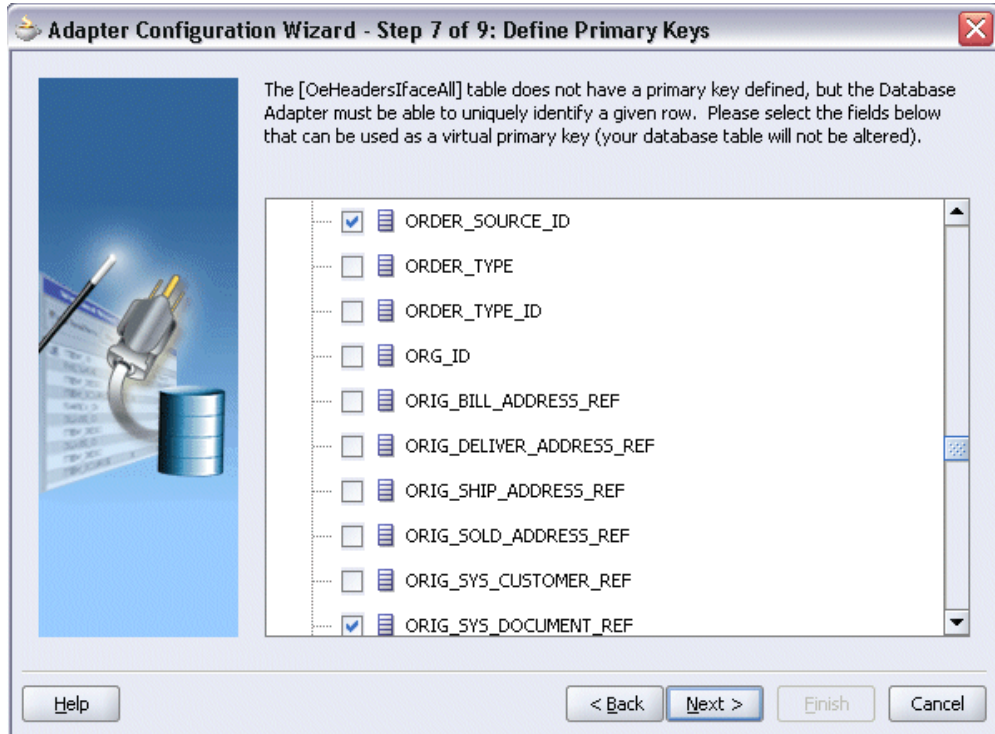 Adapter Configuration Wizard - Step 7 of 9: Define Primary Keys
The [OeHeadersIfaceAll] table does not have a primary key defined, but the Database
Adapter must be able to uniquely identify a given row. Please select the fields below
that can be used as a virtual primary key (your database table will not be altered).
ORDER_SOURCE_ID
ORDER_TYPE
ORDER_TYPE_ID
ORG_ID
ORIG_BILL_ADDRESS_REF
ORIG_DELIVER_ADDRESS_REF
ORIG_SHIP_ADDRESS_REF
ORIG_SOLD_ADDRESS_REF
ORIG_SYS_CUSTOMER_REF
ORIG_SYS_DOCUMENT_REF
Help
< Back
Next >
Finish
Cancel